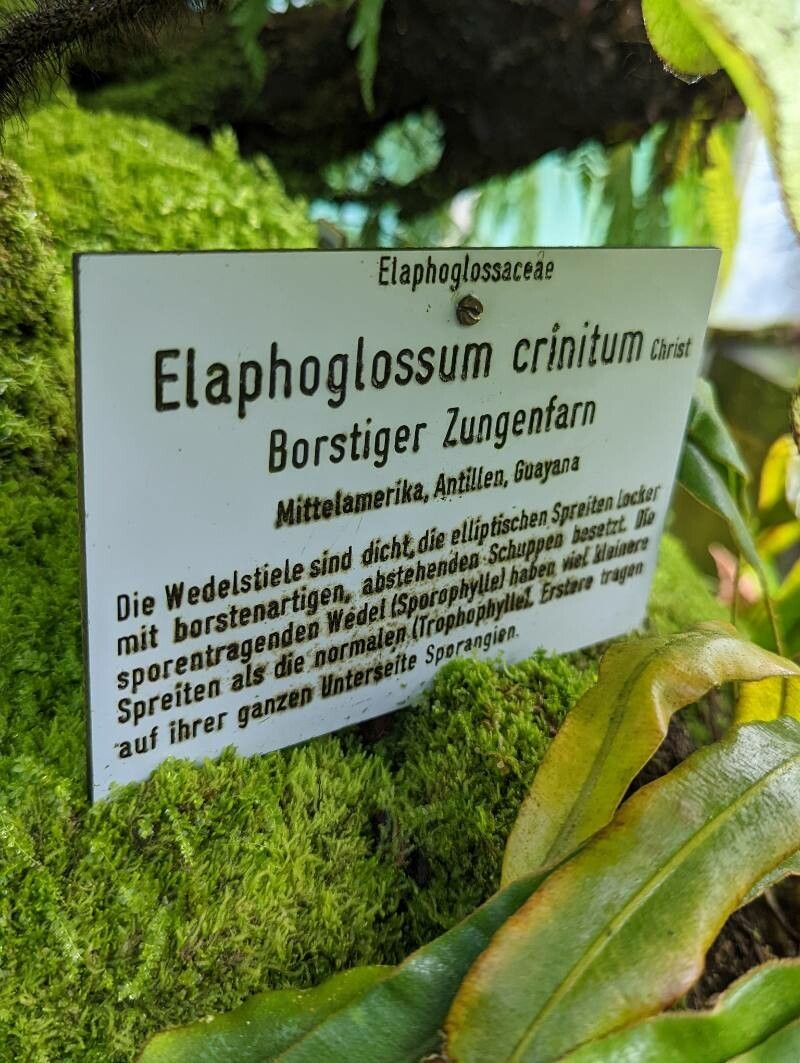 Elaphoglossaceae
Elaphoglossum crinitum Christ
Borstiger Zungenfarn
Mittelamerika, Antillen, Guayana
Die Wedelstiele sind dicht, die elliptischen Spreiten locker
mit borstenartigen, abstehenden Schuppen besetzt. Die
sporentragenden Wedel (Sporophylle) haben viel kleinere
Spreiten als die normalen (Trophophylle). Erstere tragen
auf ihrer ganzen Unterseite Sporangien.